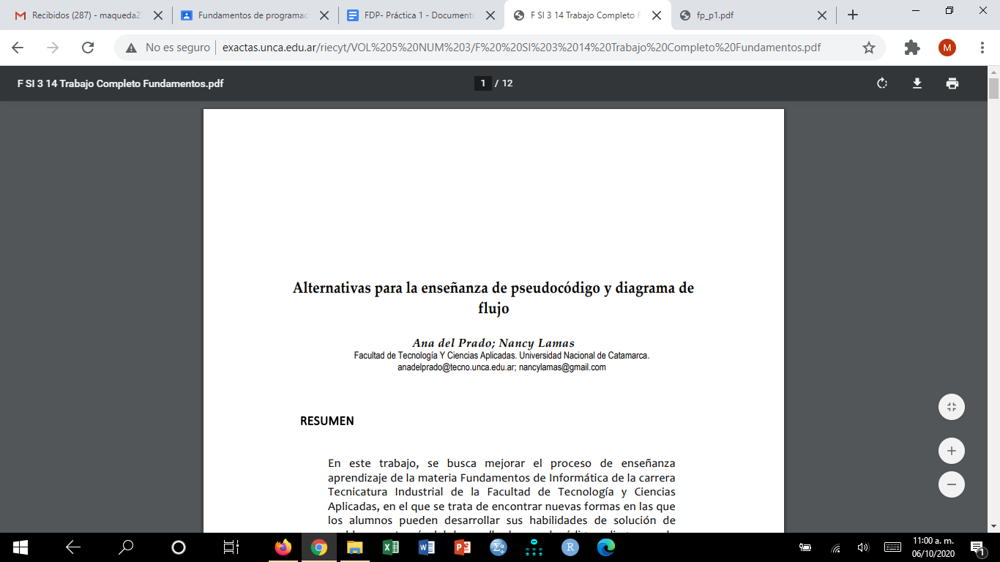 Recibidos (287) - maqueda2
Fundamentos de programac
FDP- Práctica 1 - Documento
F SI 3 14 Trabajo Completo F
fp_p1.pdf
No es seguro
exactas.unca.edu.ar/riecyt/VOL%205%20NUM%203/F%20%20SI%203%2014%20Trabajo%20Completo%20Fundamentos.pdf
M
F SI 3 14 Trabajo Completo Fundamentos.pdf
1 / 12
Alternativas para la enseñanza de pseudocódigo y diagrama de
flujo
Ana del Prado; Nancy Lamas
Facultad de Tecnología Y Ciencias Aplicadas. Universidad Nacional de Catamarca.
anadelprado@tecno.unca.edu.ar; nancylamas@gmail.com
RESUMEN
En este trabajo, se busca mejorar el proceso de enseñanza
aprendizaje de la materia Fundamentos de Informática de la carrera
Tecnicatura Industrial de la Facultad de Tecnología y Ciencias
Aplicadas, en el que se trata de encontrar nuevas formas en las que
los alumnos pueden desarrollar sus habilidades de solución de
11:00 a. m.
06/10/2020
1